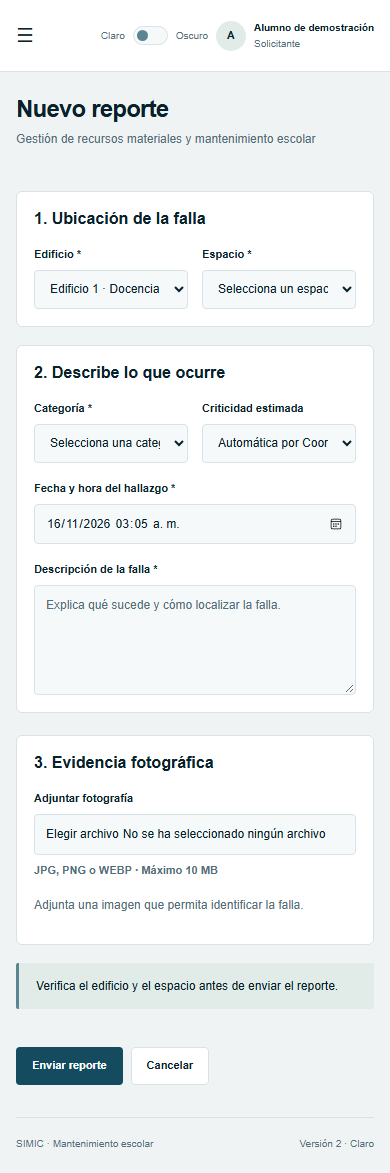 Claro Oscuro A Alumno de demostración
Solicitante
Nuevo reporte
Gestión de recursos materiales y mantenimiento escolar
1. Ubicación de la falla
Edificio * Espacio *
Edificio 1 · Docencia Selecciona un espac
2. Describe lo que ocurre
Categoría * Criticidad estimada
Selecciona una categ Automática por Coor
Fecha y hora del hallazgo *
16/11/2026 03:05 a. m.
Descripción de la falla *
Explica qué sucede y cómo localizar la falla.
3. Evidencia fotográfica
Adjuntar fotografía
Elegir archivo No se ha seleccionado ningún archivo
JPG, PNG o WEBP · Máximo 10 MB
Adjunta una imagen que permita identificar la falla.
Verifica el edificio y el espacio antes de enviar el reporte.
Enviar reporte Cancelar
SIMIC · Mantenimiento escolar Versión 2 · Claro